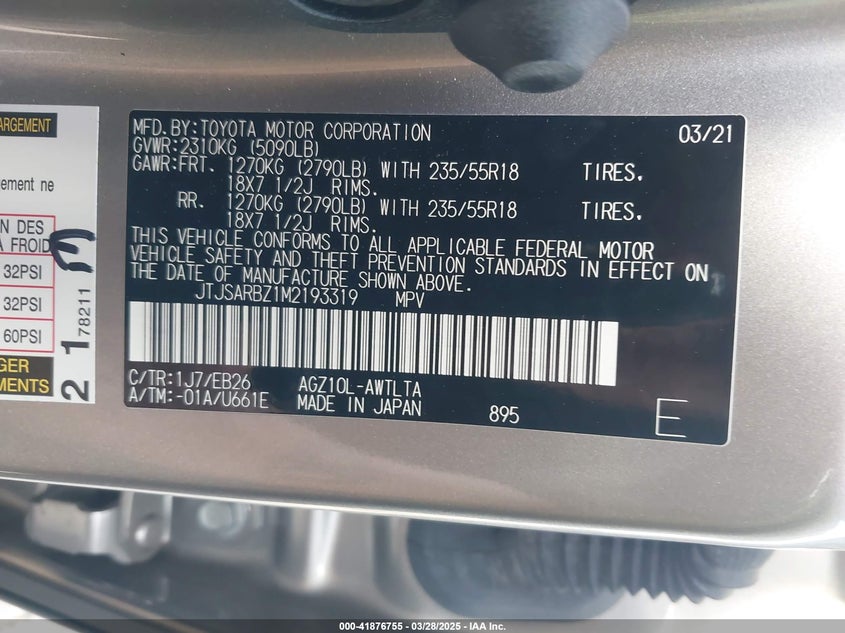 ARGEMENT
rement ne
N DES
A FROID
32PSI
32PSI
60PSI
GER
MENTS
3
2 1 78211
MFD.BY:TOYOTA MOTOR CORPORATION 03/21
GVWR:2310KG (5090LB)
GAWR:FRT. 1270KG (2790LB) WITH 235/55R18 TIRES.
18X7 1/2J RIMS.
RR. 1270KG (2790LB) WITH 235/55R18 TIRES.
18X7 1/2J RIMS.
THIS VEHICLE CONFORMS TO ALL APPLICABLE FEDERAL MOTOR
VEHICLE SAFETY AND THEFT PREVENTION STANDARDS IN EFFECT ON
THE DATE OF MANUFACTURE SHOWN ABOVE.
JTJSARBZ1M2193319 MPV
C/TR:1J7/EB26 AGZ10L-AWTLTA
A/TM:-01A/U661E MADE IN JAPAN 895 E
000-41876755 — 03/28/2025 — IAA Inc.